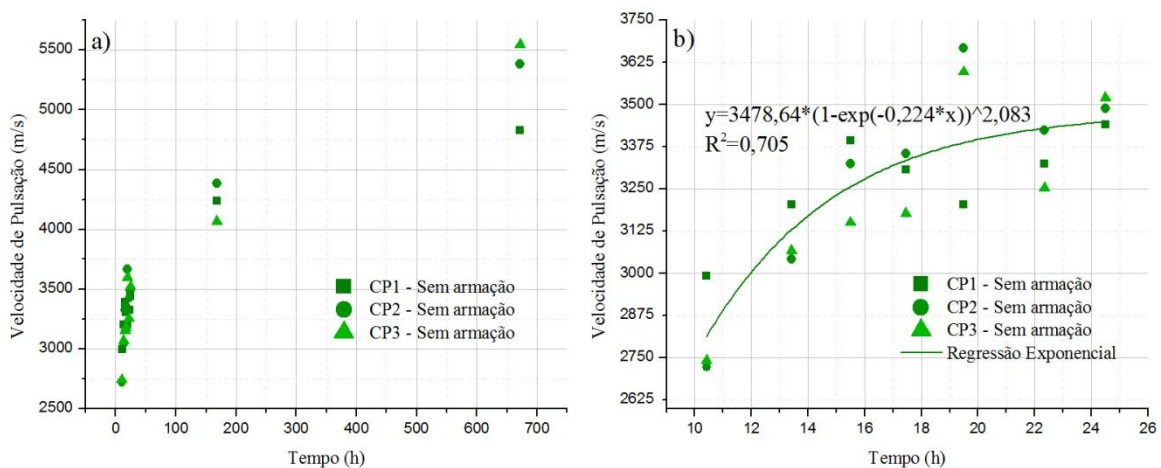 a)
Velocidade de Pulsação (m/s)
5500
5000
4500
4000
3500
3000
2500
CP1 - Sem armação
CP2 - Sem armação
CP3 - Sem armação
0 100 200 300 400 500 600 700
Tempo (h)
b)
Velocidade de Pulsação (m/s)
3750
3625
3500
3375
3250
3125
3000
2875
2750
2625
y=3478,64*(1-exp(-0,224*x))^2,083
R²=0,705
CP1 - Sem armação
CP2 - Sem armação
CP3 - Sem armação
Regressão Exponencial
10 12 14 16 18 20 22 24 26
Tempo (h)